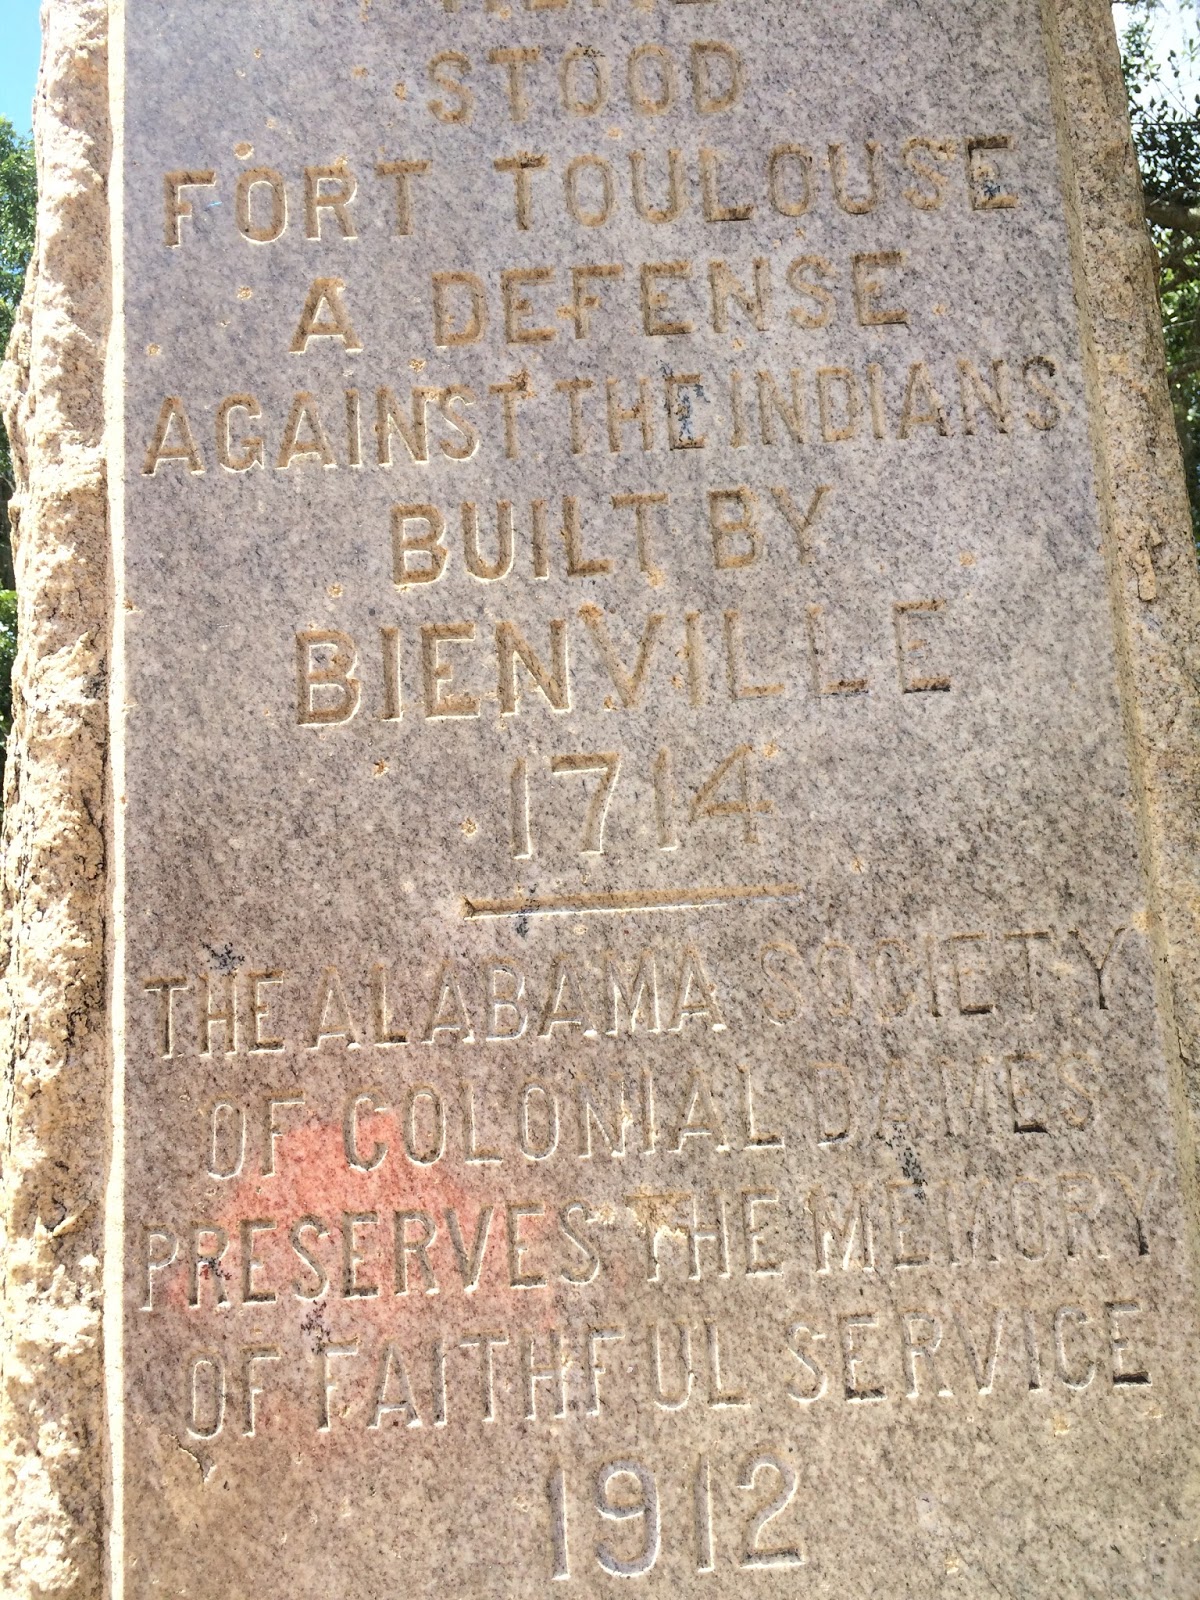 HERE
STOOD
FORT TOULOUSE
A DEFENSE
AGAINST THE INDIANS
BUILT BY
BIENVILLE
1714
THE ALABAMA SOCIETY
OF COLONIAL DAMES
PRESERVES THE MEMORY
OF FAITHFUL SERVICE
1912